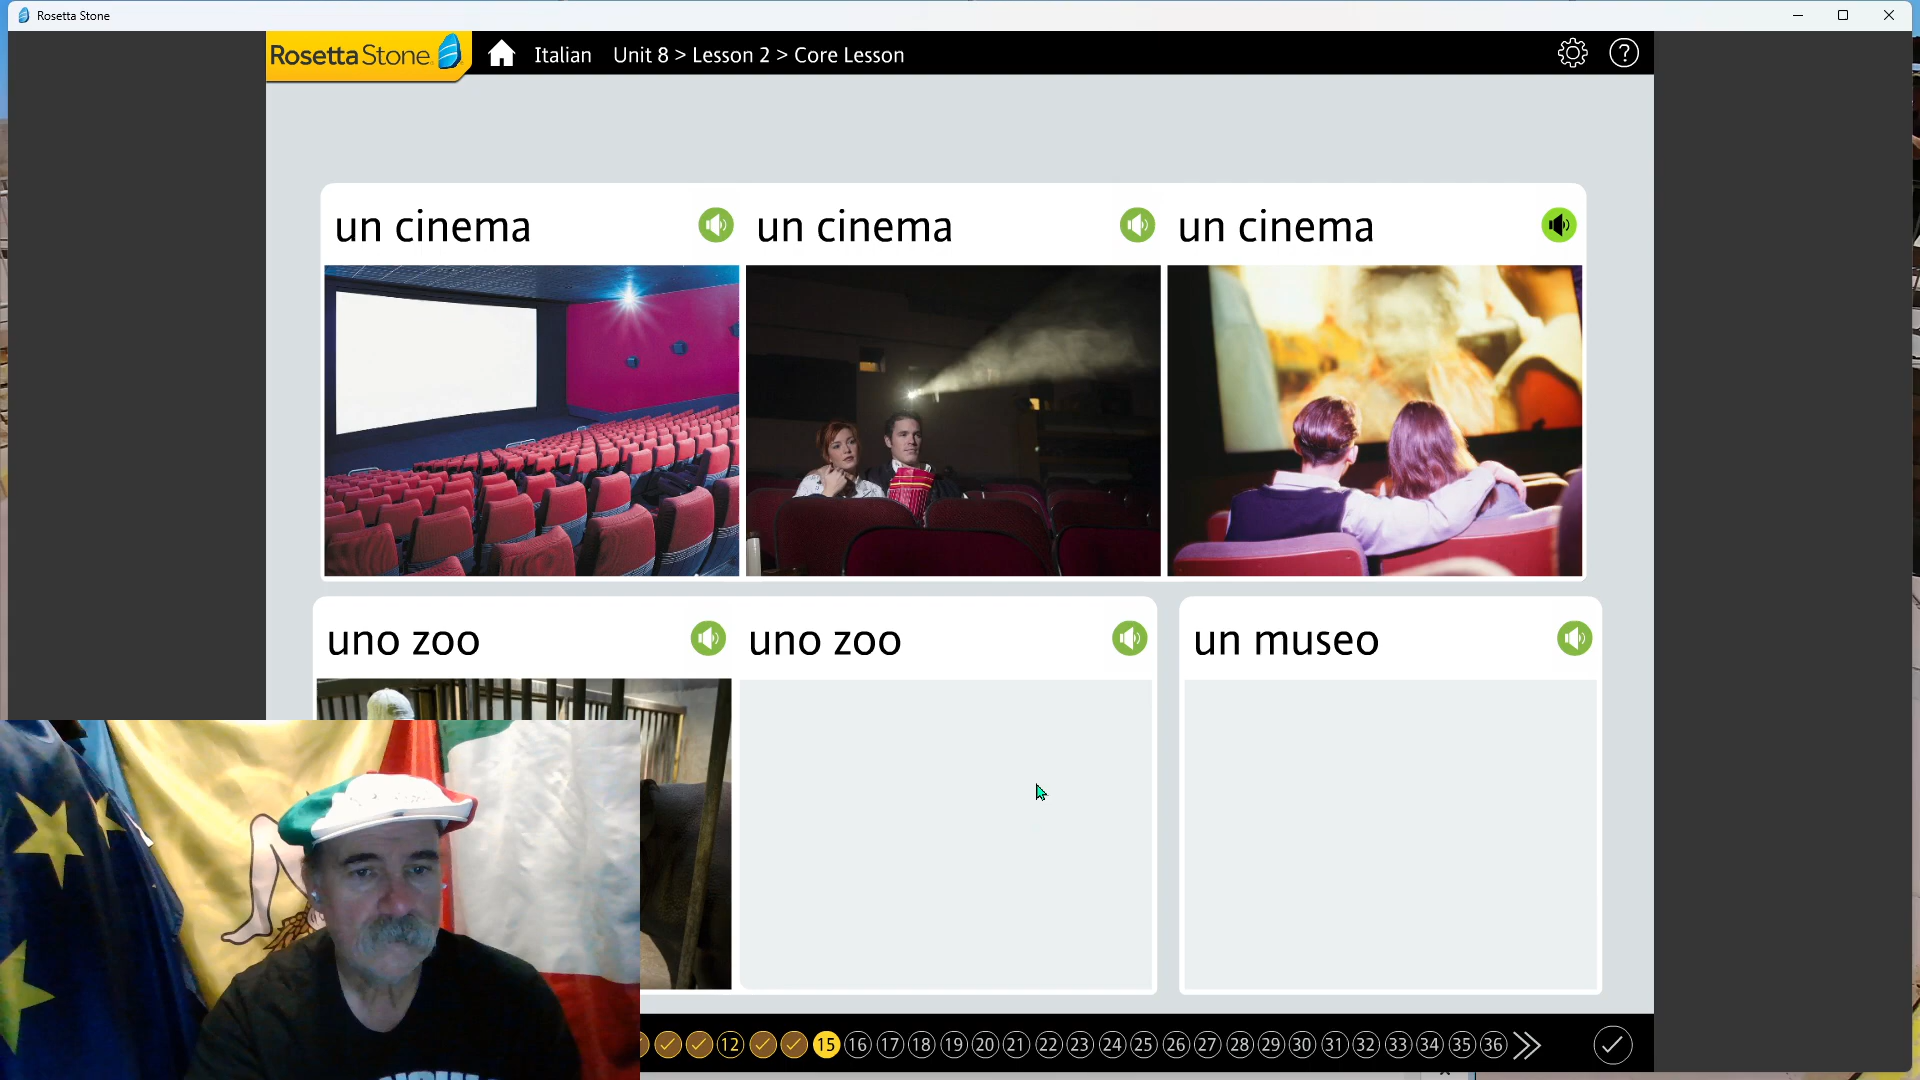 Rosetta Stone
RosettaStone
Italian Unit 8 > Lesson 2 > Core Lesson
?
un cinema
un cinema
un cinema
uno zoo
uno zoo
un museo
12 15 16 17 18 19 20 21 22 23 24 25 26 27 28 29 30 31 32 33 34 35 36